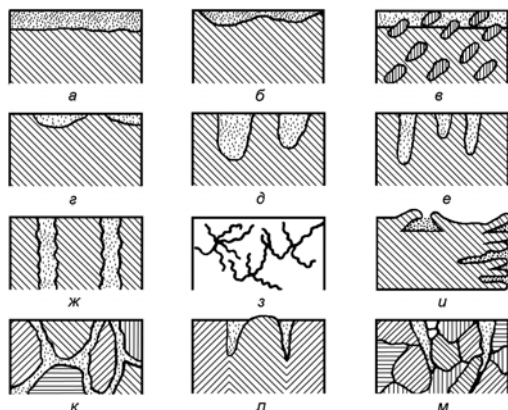 а б в
г д е
ж з и
к л м